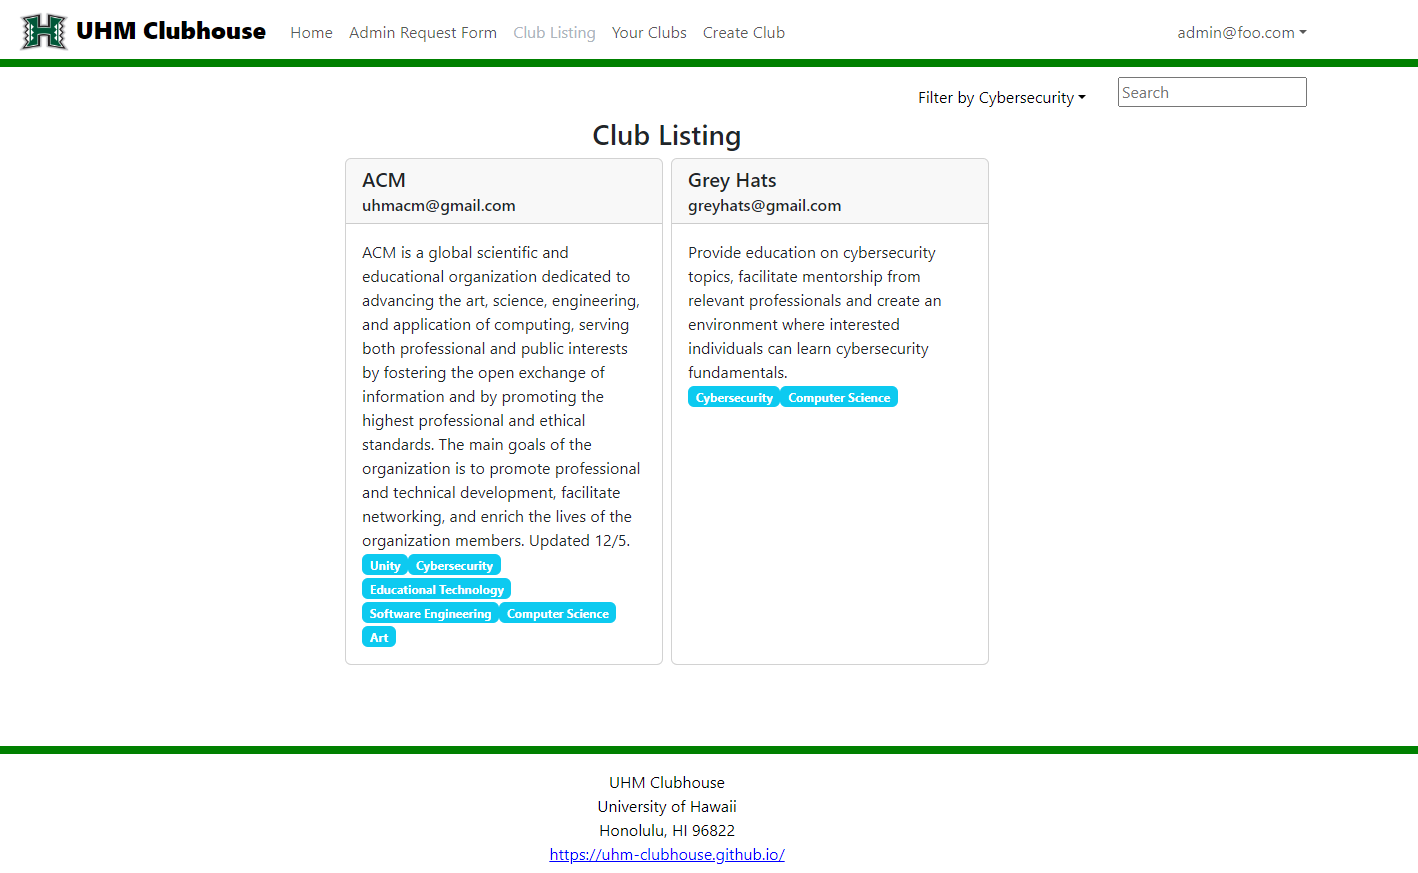 UHM Clubhouse Home Admin Request Form Club Listing Your Clubs Create Club admin@foo.com
Filter by Cybersecurity Search
Club Listing
ACM
uhmacm@gmail.com
ACM is a global scientific and
educational organization dedicated to
advancing the art, science, engineering,
and application of computing, serving
both professional and public interests
by fostering the open exchange of
information and by promoting the
highest professional and ethical
standards. The main goals of the
organization is to promote professional
and technical development, facilitate
networking, and enrich the lives of the
organization members. Updated 12/5.
Unity Cybersecurity
Educational Technology
Software Engineering Computer Science
Art
Grey Hats
greyhats@gmail.com
Provide education on cybersecurity
topics, facilitate mentorship from
relevant professionals and create an
environment where interested
individuals can learn cybersecurity
fundamentals.
Cybersecurity Computer Science
UHM Clubhouse
University of Hawaii
Honolulu, HI 96822
https://uhm-clubhouse.github.io/